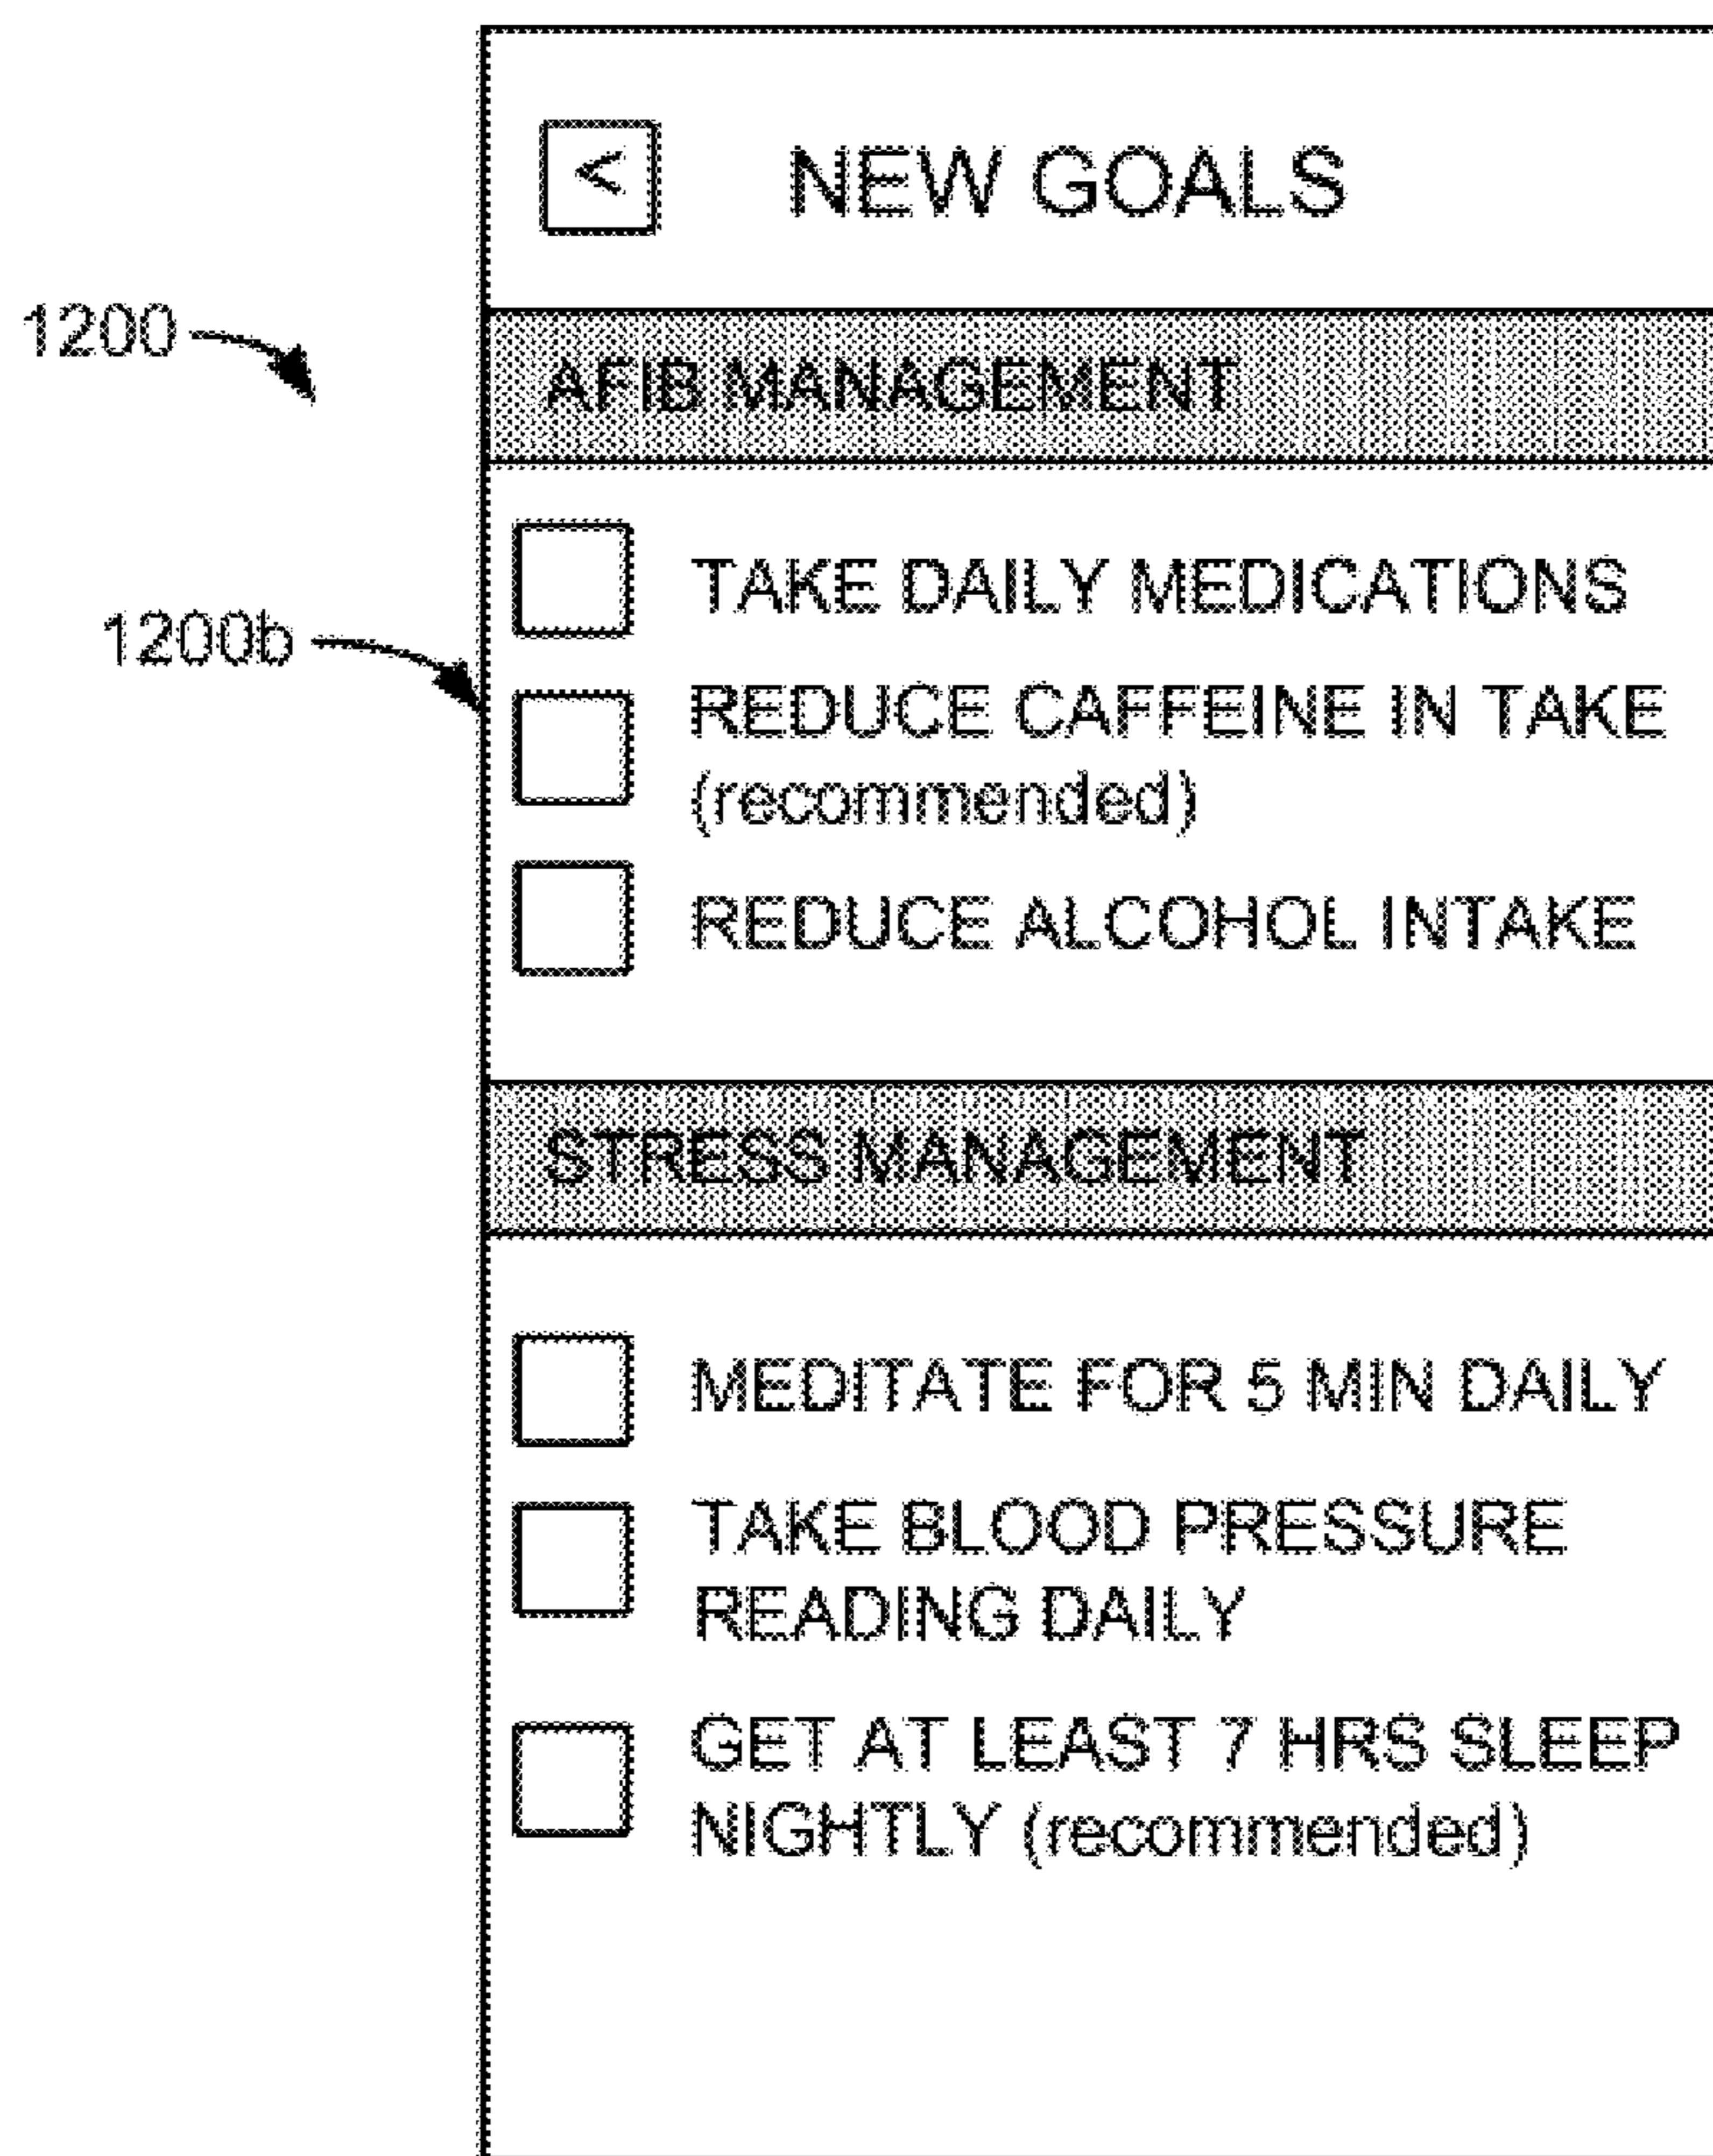 < NEW GOALS
1200
AFIB MANAGEMENT
TAKE DAILY MEDICATIONS
1200b
REDUCE CAFFEINE IN TAKE
(recommended)
REDUCE ALCOHOL INTAKE
STRESS MANAGEMENT
MEDITATE FOR 5 MIN DAILY
TAKE BLOOD PRESSURE
READING DAILY
GET AT LEAST 7 HRS SLEEP
NIGHTLY (recommended)